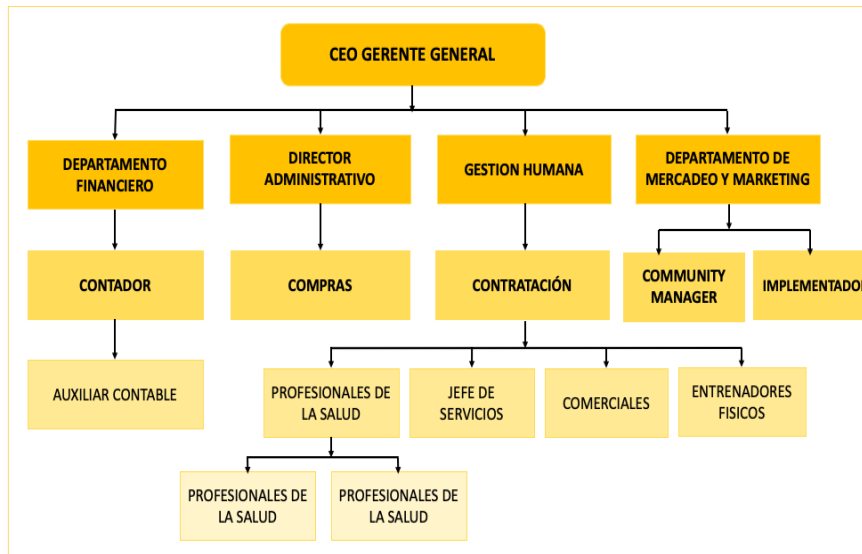 CEO GERENTE GENERAL
DEPARTAMENTO
FINANCIERO
DIRECTOR
ADMINISTRATIVO
GESTION HUMANA
DEPARTAMENTO DE
MERCADEO Y MARKETING
CONTADOR
COMPRAS
CONTRATACIÓN
COMMUNITY
MANAGER
IMPLEMENTADOR
AUXILIAR CONTABLE
PROFESIONALES DE
LA SALUD
JEFE DE
SERVICIOS
COMERCIALES
ENTRENADORES
FISICOS
PROFESIONALES DE
LA SALUD
PROFESIONALES DE
LA SALUD